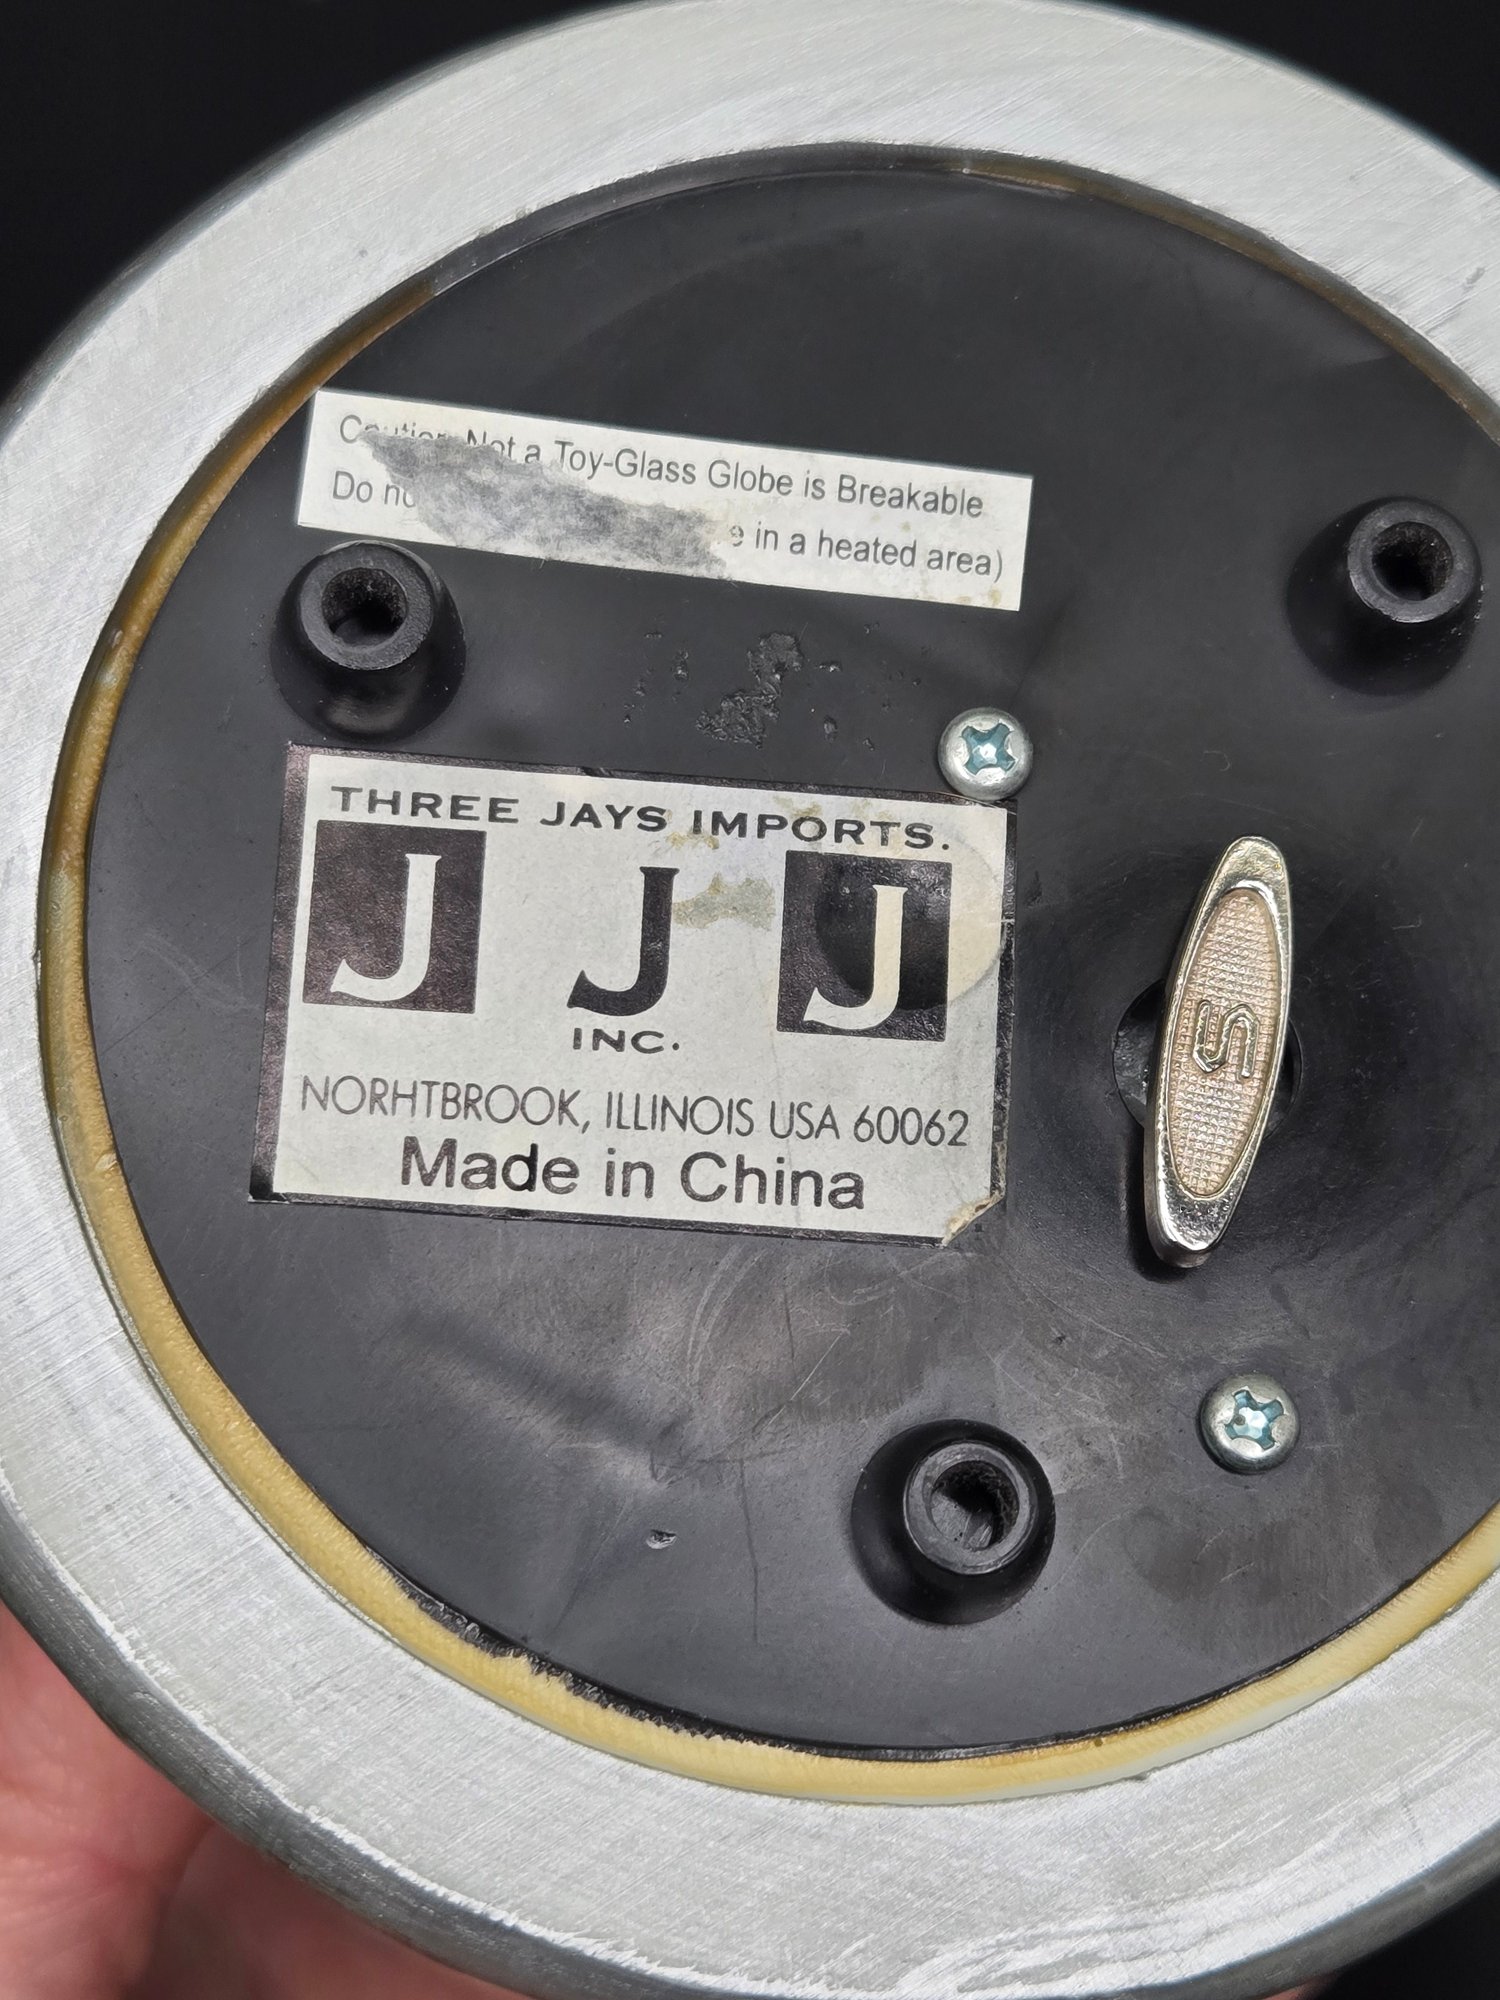 Caution: Not a Toy-Glass Globe is Breakable
Do in a heated area)
THREE JAYS IMPORTS.
J J J
INC.
NORHTBROOK, ILLINOIS USA 60062
Made in China
S